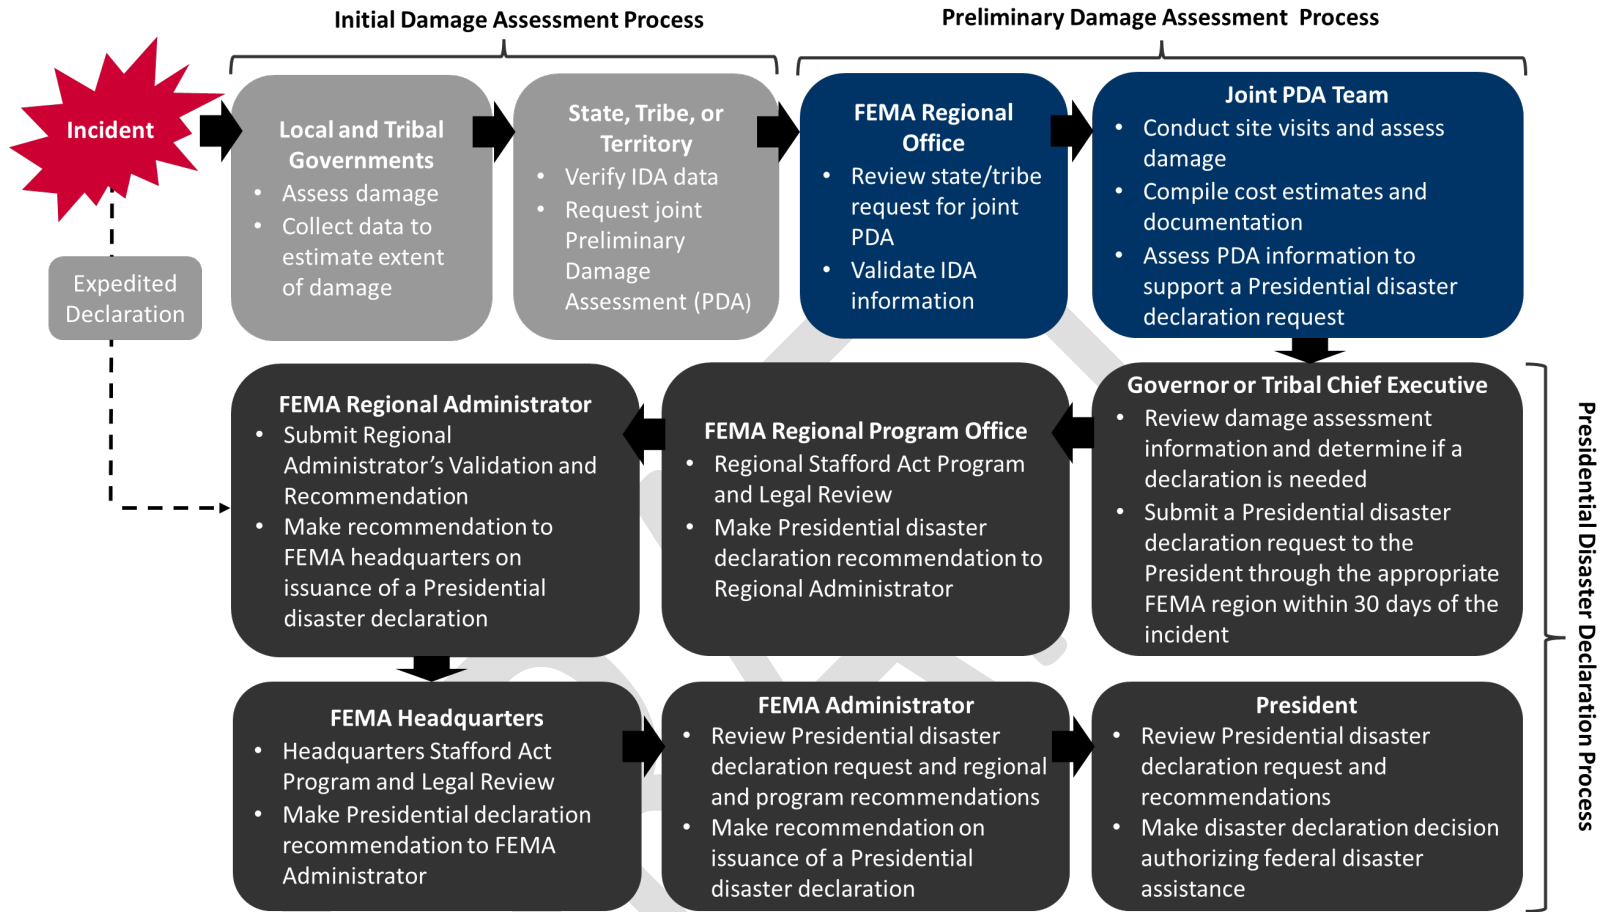 Initial Damage Assessment Process
Preliminary Damage Assessment  Process
Incident
Expedited
Declaration
Local and Tribal
Governments
• Assess damage
• Collect data to
estimate extent
of damage
State, Tribe, or
Territory
• Verify IDA data
• Request joint
Preliminary
Damage
Assessment (PDA)
FEMA Regional
Office
• Review state/tribe
request for joint
PDA
• Validate IDA
information
Joint PDA Team
• Conduct site visits and assess
damage
• Compile cost estimates and
documentation
• Assess PDA information to
support a Presidential disaster
declaration request
Governor or Tribal Chief Executive
• Review damage assessment
information and determine if a
declaration is needed
• Submit a Presidential disaster
declaration request to the
President through the appropriate
FEMA region within 30 days of the
incident
FEMA Regional Program Office
• Regional Stafford Act Program
and Legal Review
• Make Presidential disaster
declaration recommendation to
Regional Administrator
FEMA Regional Administrator
• Submit Regional
Administrator’s Validation and
Recommendation
• Make recommendation to
FEMA headquarters on
issuance of a Presidential
disaster declaration
FEMA Headquarters
• Headquarters Stafford Act
Program and Legal Review
• Make Presidential declaration
recommendation to FEMA
Administrator
FEMA Administrator
• Review Presidential disaster
declaration request and regional
and program recommendations
• Make recommendation on
issuance of a Presidential
disaster declaration
President
• Review Presidential disaster
declaration request and
recommendations
• Make disaster declaration decision
authorizing federal disaster
assistance
Presidential Disaster Declaration Process